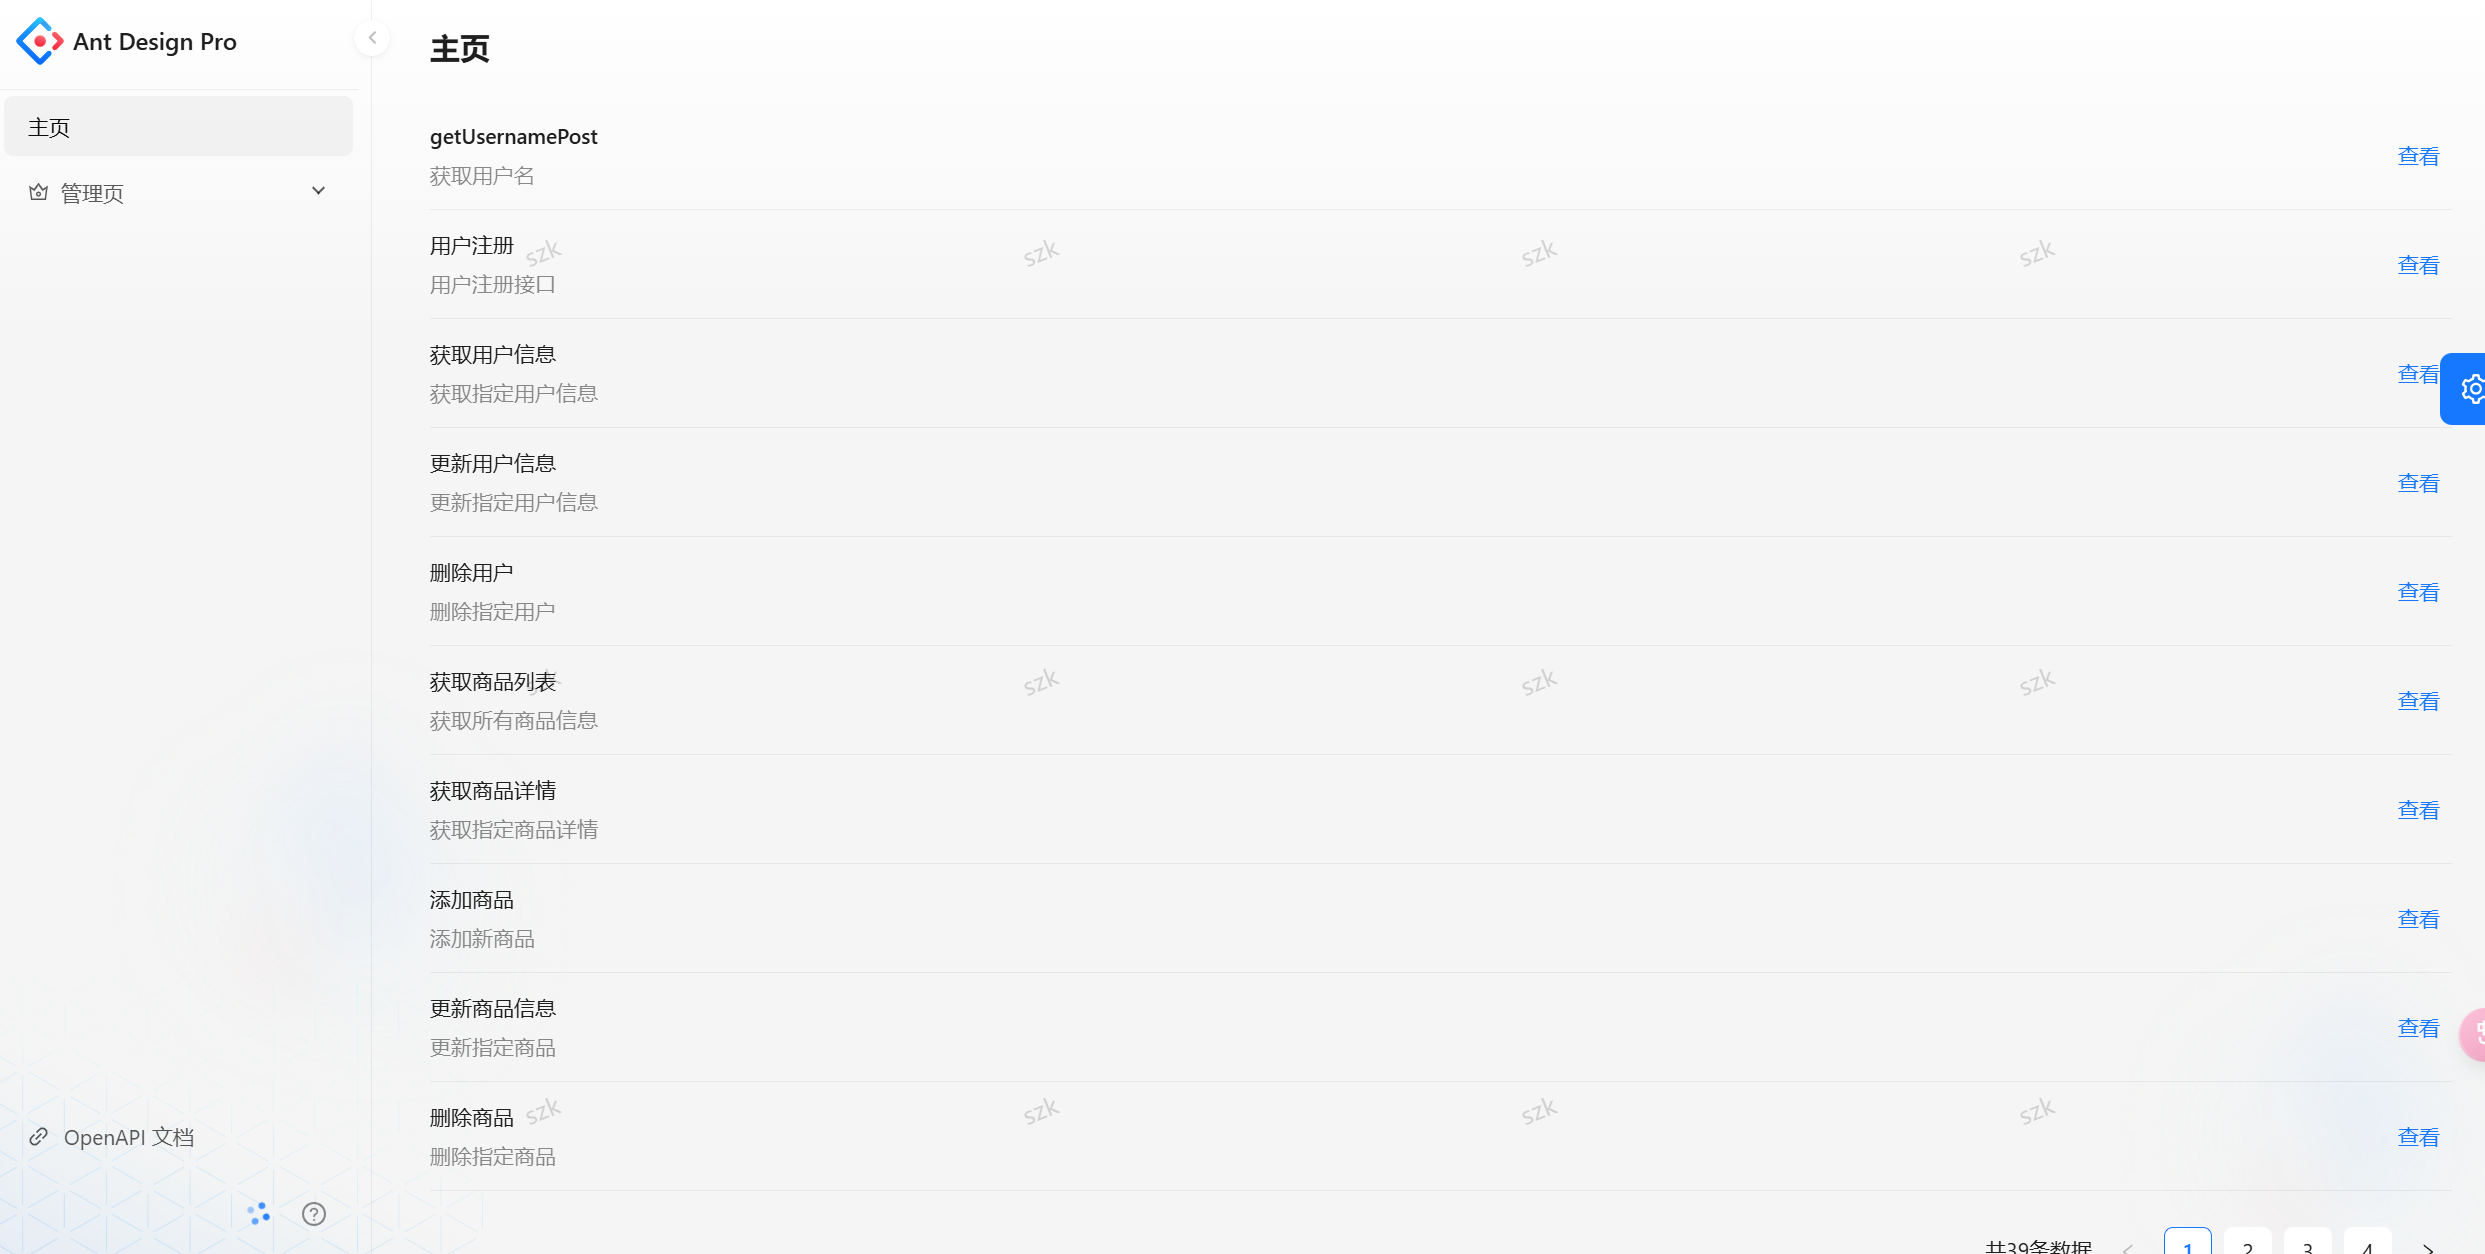 Ant Design Pro
主页
管理页
OpenAPI 文档
主页
getUsernamePost
获取用户名
查看
用户注册
用户注册接口
查看
szk szk szk szk
获取用户信息
获取指定用户信息
查看
更新用户信息
更新指定用户信息
查看
删除用户
删除指定用户
查看
获取商品列表
获取所有商品信息
查看
szk szk szk szk
获取商品详情
获取指定商品详情
查看
添加商品
添加新商品
查看
更新商品信息
更新指定商品
查看
删除商品
删除指定商品
查看
szk szk szk szk
共39条数据 1 2 3 4